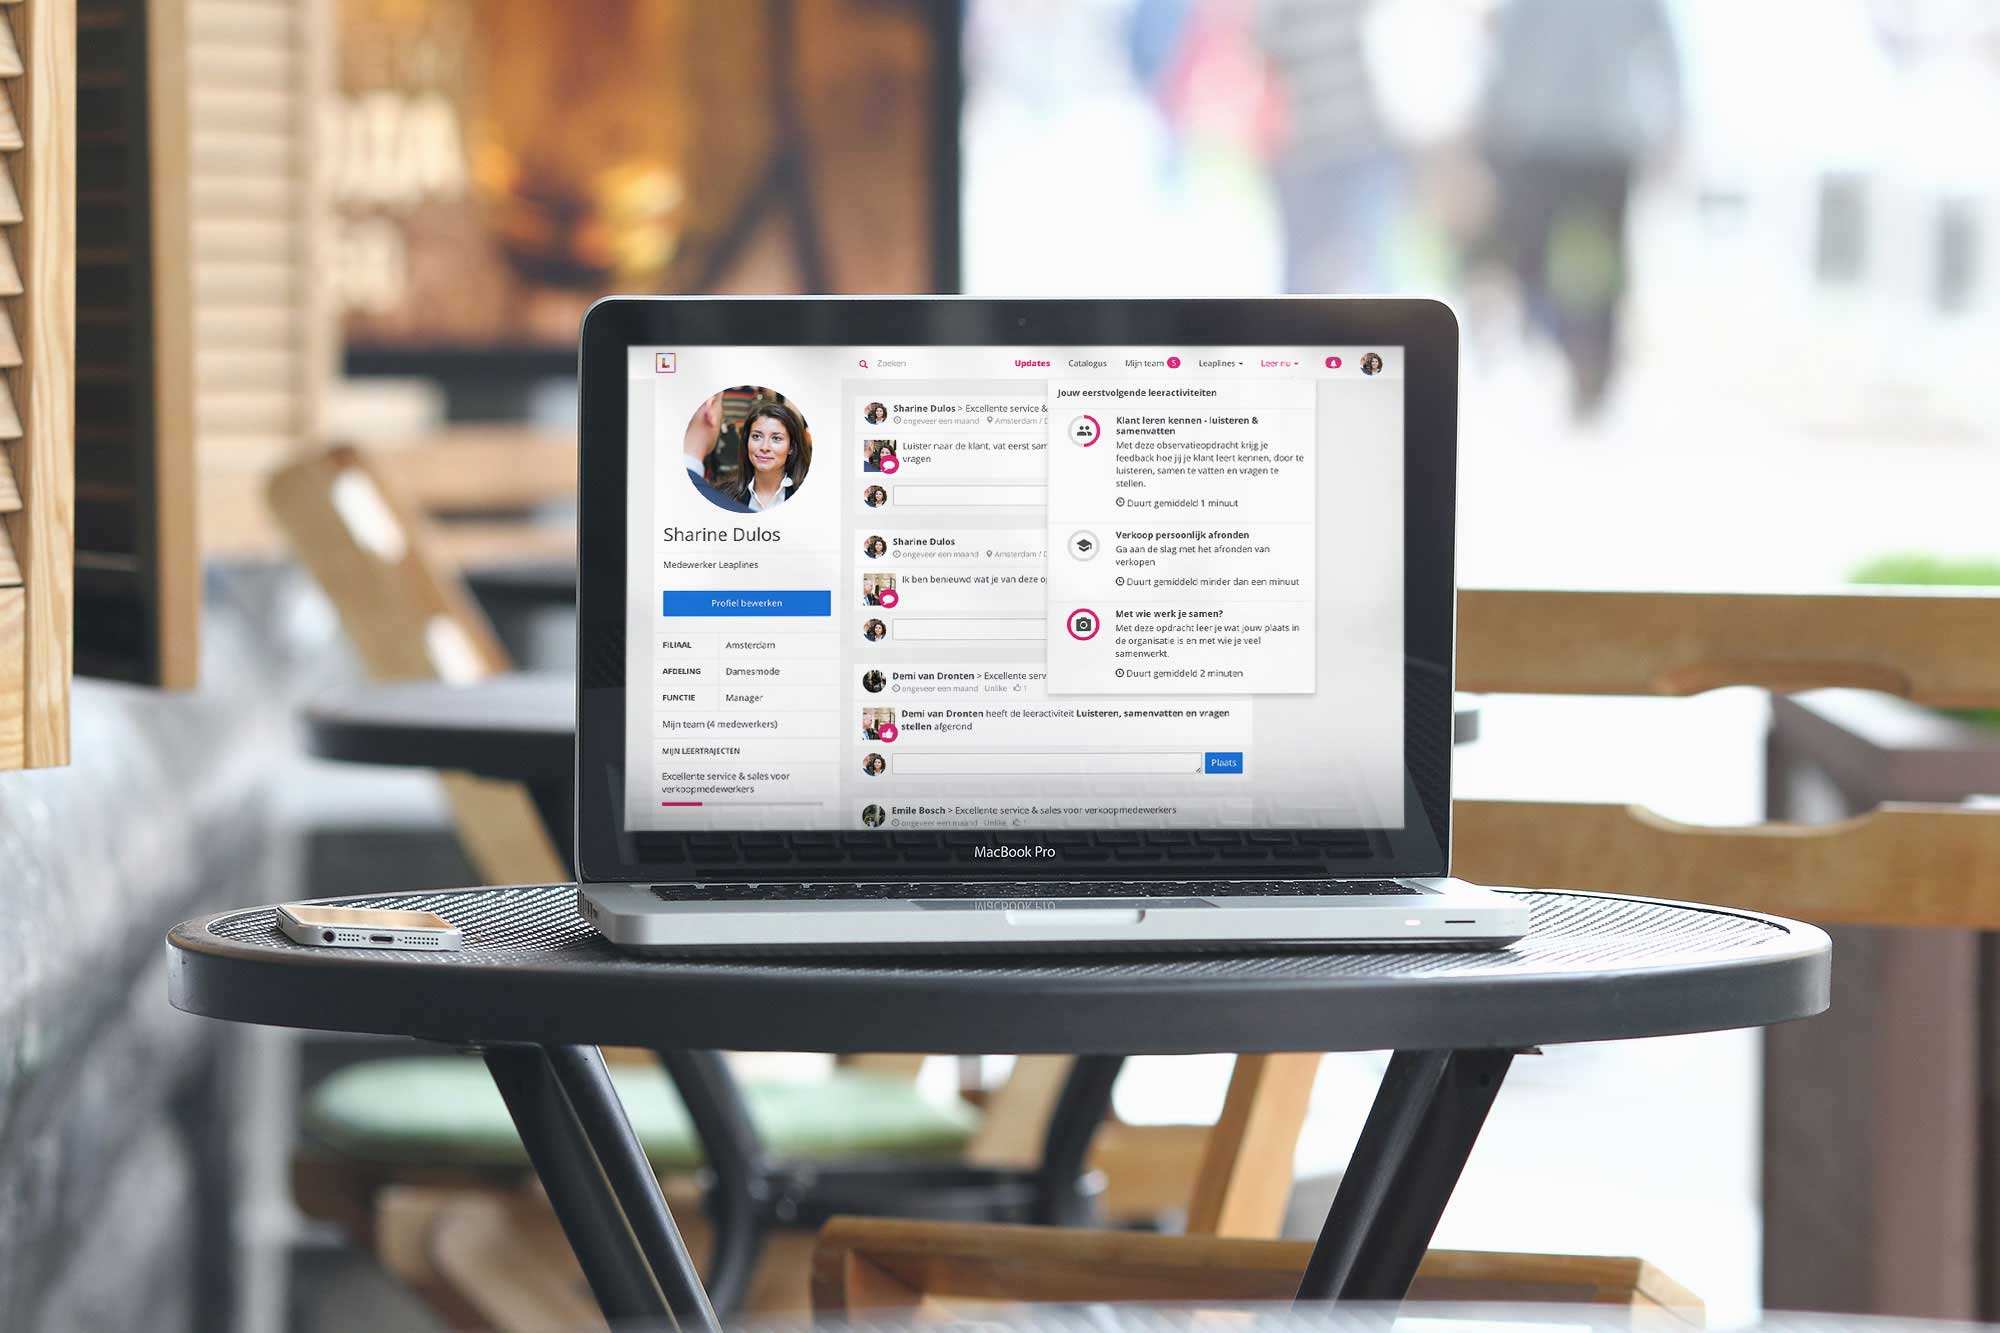 L
Zoeken
Updates
Catalogus
Mijn team 5
Leaplines
Leer nu
Sharine Dulos
Medewerker Leaplines
Profiel bewerken
FILIAAL Amsterdam
AFDELING Damesmode
FUNCTIE Manager
Mijn team (4 medewerkers)
MIJN LEERTRAJECTEN
Excellente service & sales voor
verkoopmedewerkers
Sharine Dulos > Excellente service &
ongeveer een maand Amsterdam /
Luister naar de klant, vat eerst
vragen
Sharine Dulos
ongeveer een maand Amsterdam /
Ik ben benieuwd wat je van deze
Demi van Dronten > Excellente
ongeveer een maand Unlike 1
Demi van Dronten heeft de leeractiviteit Luisteren, samenvatten en vragen
stellen afgerond
Plaats
Emile Bosch > Excellente service & sales voor verkoopmedewerkers
ongeveer een maand Unlike
Jouw eerstvolgende leeractiviteiten
Klant leren kennen - luisteren &
samenvatten
Met deze observatieopdracht krijg je
feedback hoe jij je klant leert kennen, door te
luisteren, samen te vatten en vragen te
stellen.
Duurt gemiddeld 1 minuut
Verkoop persoonlijk afronden
Ga aan de slag met het afronden van
verkopen
Duurt gemiddeld minder dan een minuut
Met wie werk je samen?
Met deze opdracht leer je wat jouw plaats in
de organisatie is en met wie je veel
samenwerkt.
Duurt gemiddeld 2 minuten
MacBook Pro